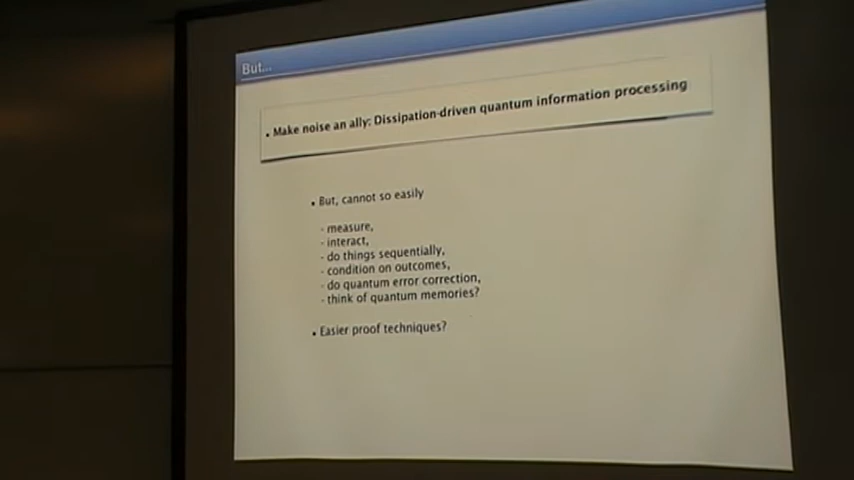 But...
• Make noise an ally: Dissipation-driven quantum information processing
• But, cannot so easily
- measure,
- interact,
- do things sequentially,
- condition on outcomes,
- do quantum error correction,
- think of quantum memories?
• Easier proof techniques?